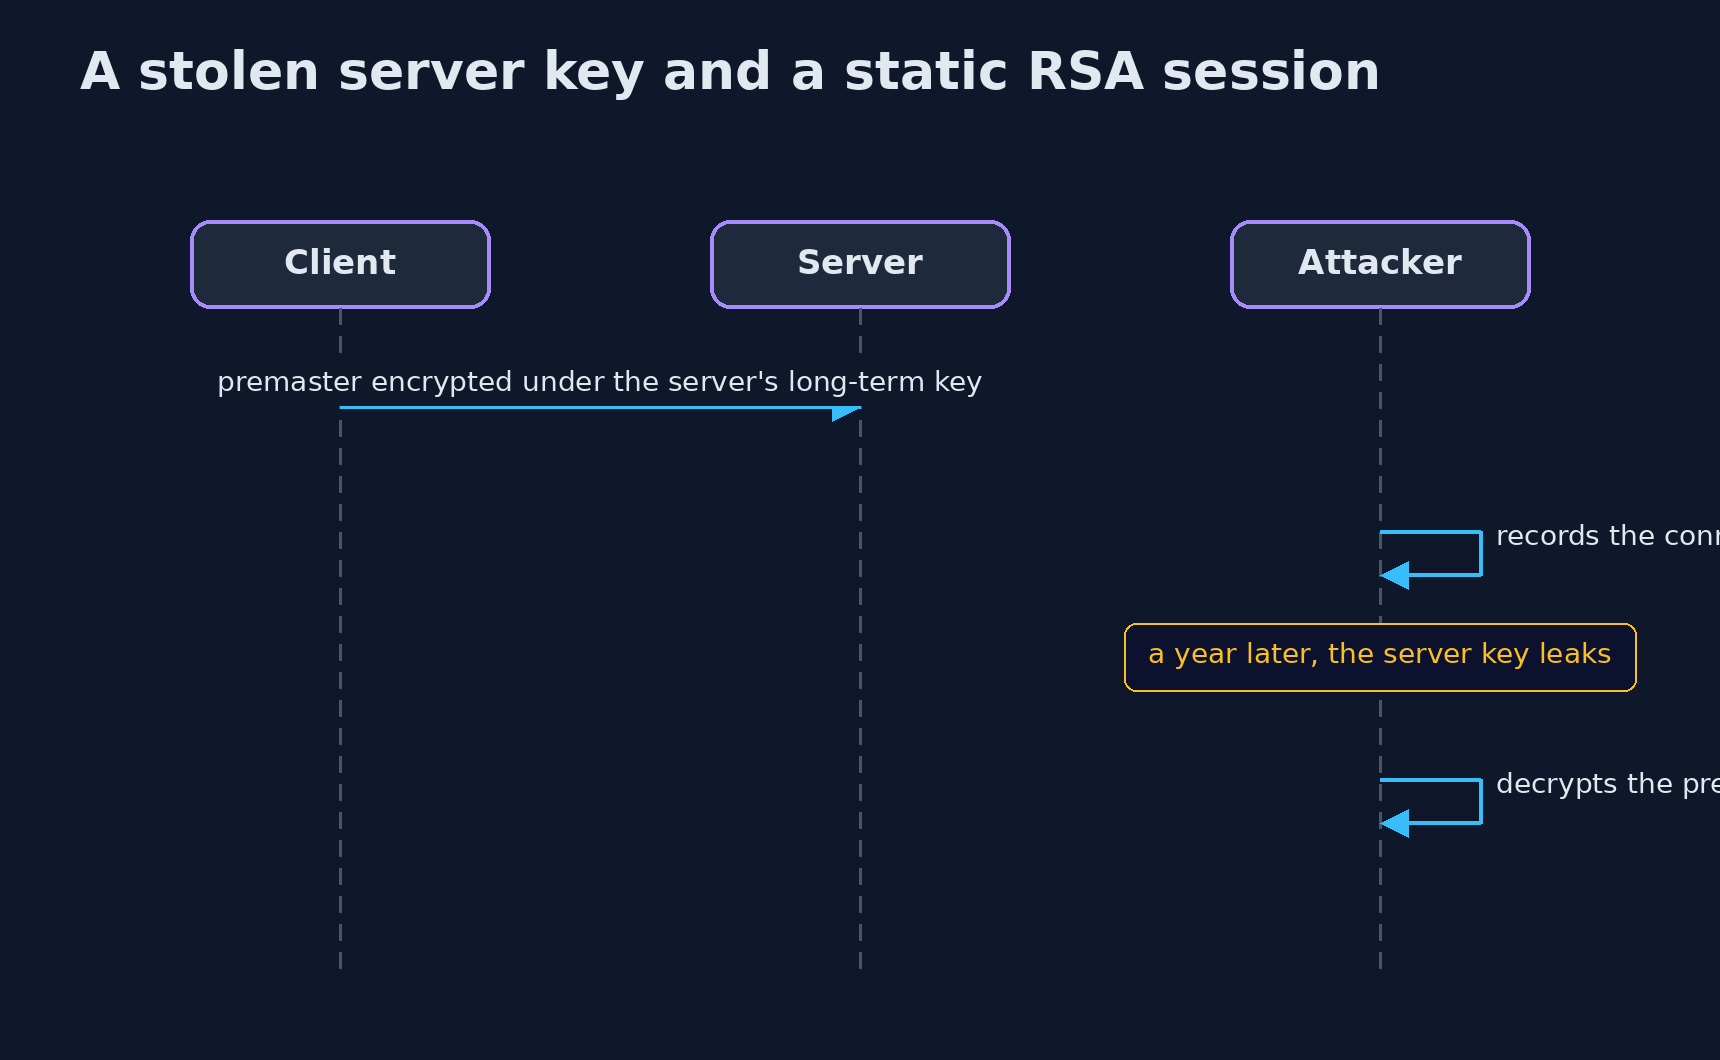 A stolen server key and a static RSA session
Client
Server
Attacker
premaster encrypted under the server's long-term key
records the
a year later, the server key leaks
decrypts the